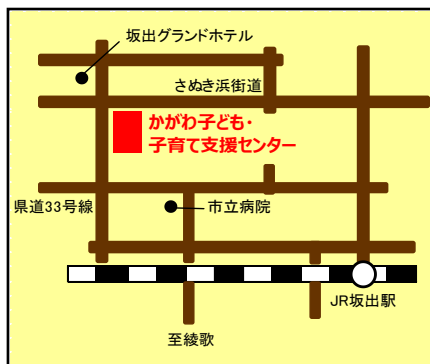 坂出グランドホテル
さぬき浜街道
かがわ子ども・
子育て支援センター
県道33号線
市立病院
JR坂出駅
至綾歌